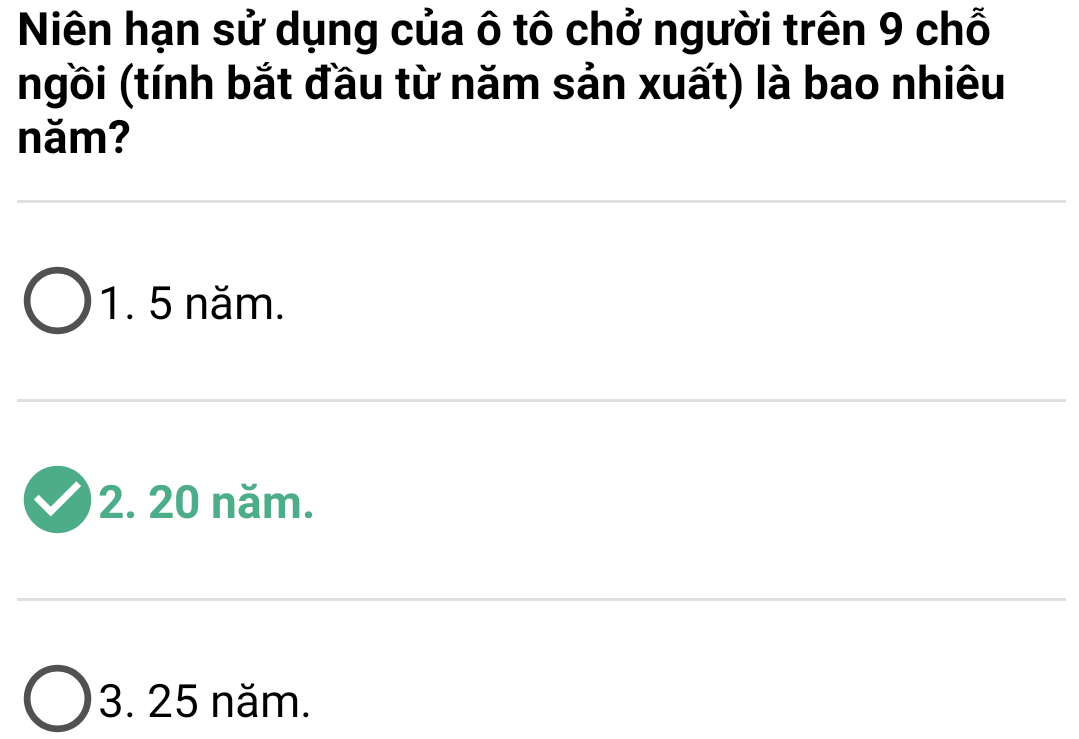 Niên hạn sử dụng của ô tô chở người trên 9 chỗ
ngồi (tính bắt đầu từ năm sản xuất) là bao nhiêu
năm?
1. 5 năm.
2. 20 năm.
3. 25 năm.